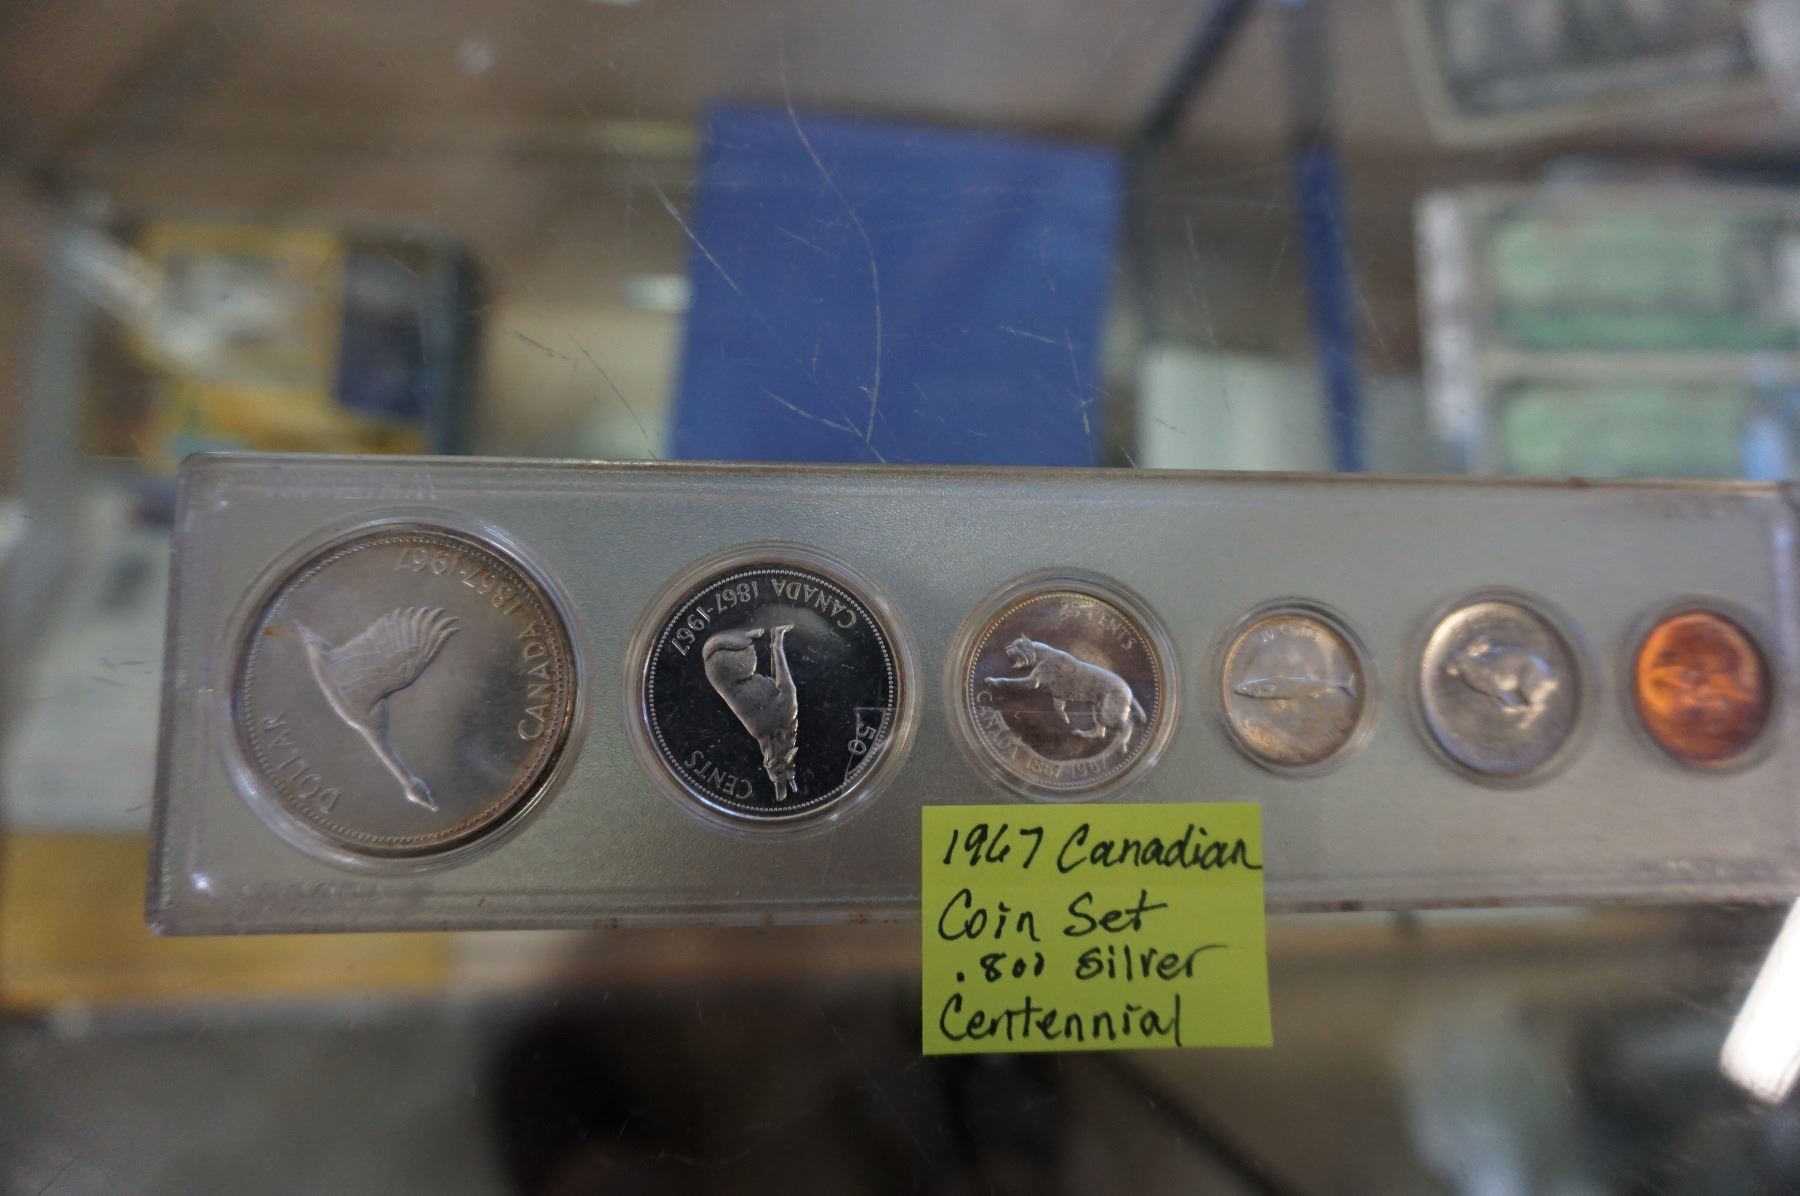 DOLLAR
CANADA 1867-1967
CANADA 1867-1967
50
CENTS
CENTS
CANADA 1867 1967
10 CENTS
1967 Canadian
Coin Set
.800 Silver
Centennial